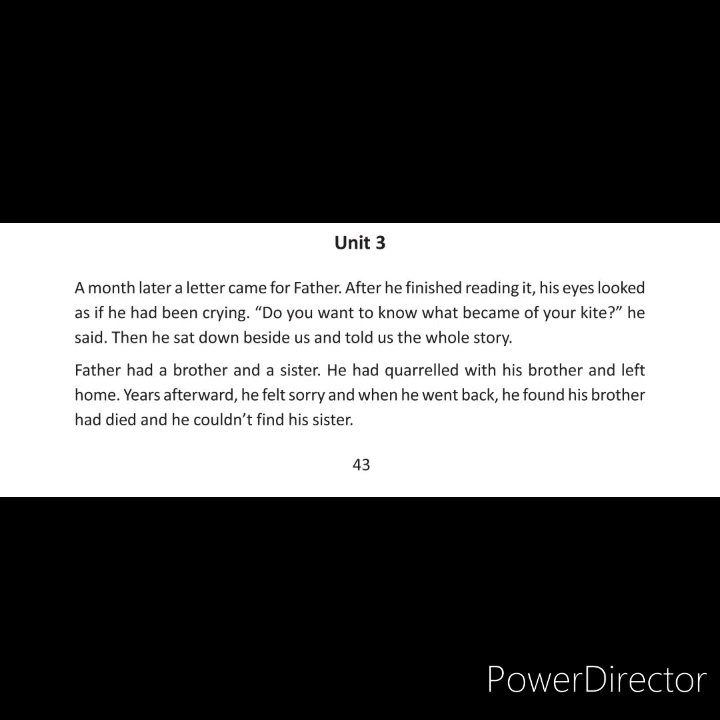 Unit 3
A month later a letter came for Father. After he finished reading it, his eyes looked
as if he had been crying. “Do you want to know what became of your kite?” he
said. Then he sat down beside us and told us the whole story.
Father had a brother and a sister. He had quarrelled with his brother and left
home. Years afterward, he felt sorry and when he went back, he found his brother
had died and he couldn’t find his sister.
43
PowerDirector